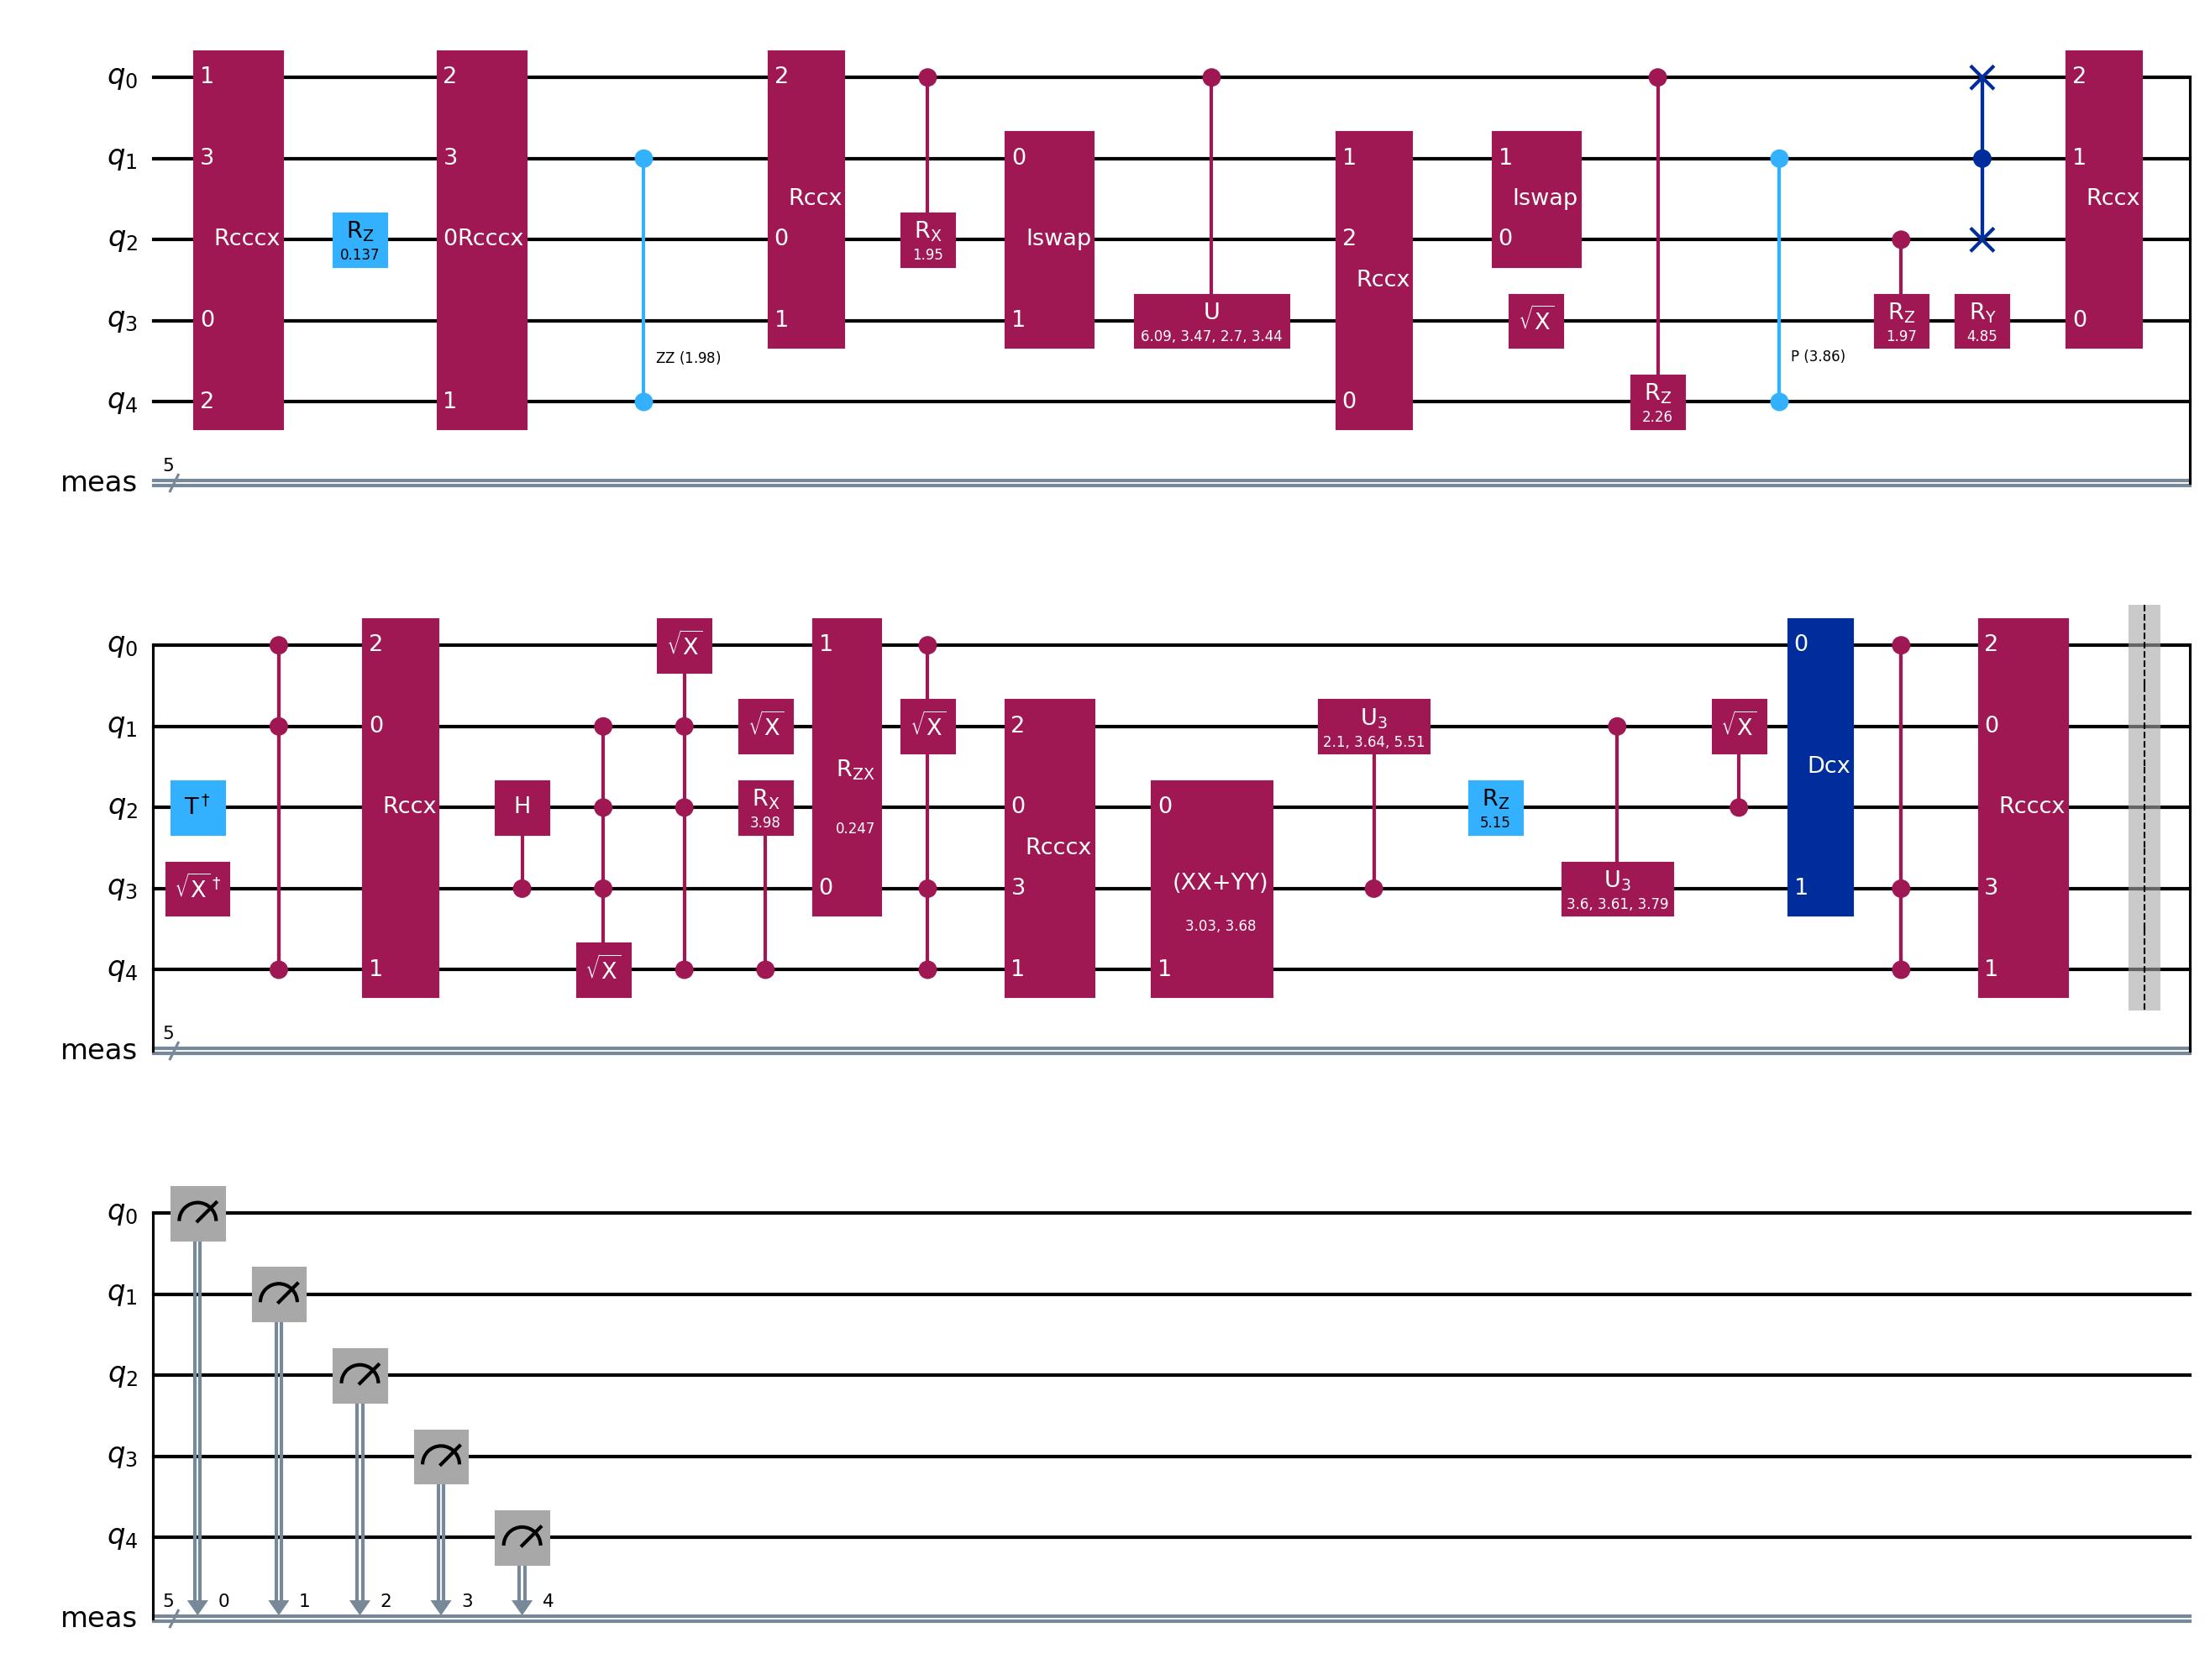 q0 1 2 2 2
q1 3 3 Rccx 0 1 1 Iswap 1 Rccx
q2 Rcccx RZ 0.137 0Rcccx 0 RX 1.95 Iswap 2 Rccx 0
q3 0 1 1 U 6.09, 3.47, 2.7, 3.44 √X RZ 1.97 RY 4.85 0
ZZ (1.98) P (3.86)
q4 2 1 0 RZ 2.26
meas 5
q0 2 √X 1 0 2
q1 0 √X √X 2 U3 2.1, 3.64, 5.51 √X 0
RZX Dcx
q2 T† Rccx H RX 3.98 0.247 0 Rcccx 0 RZ 5.15 Rcccx
q3 √X† 0 3 (XX+YY) 3.03, 3.68 U3 3.6, 3.61, 3.79 1 3
q4 1 √X 1 1 1
meas 5
q0
q1
q2
q3
q4
meas 5 0 1 2 3 4